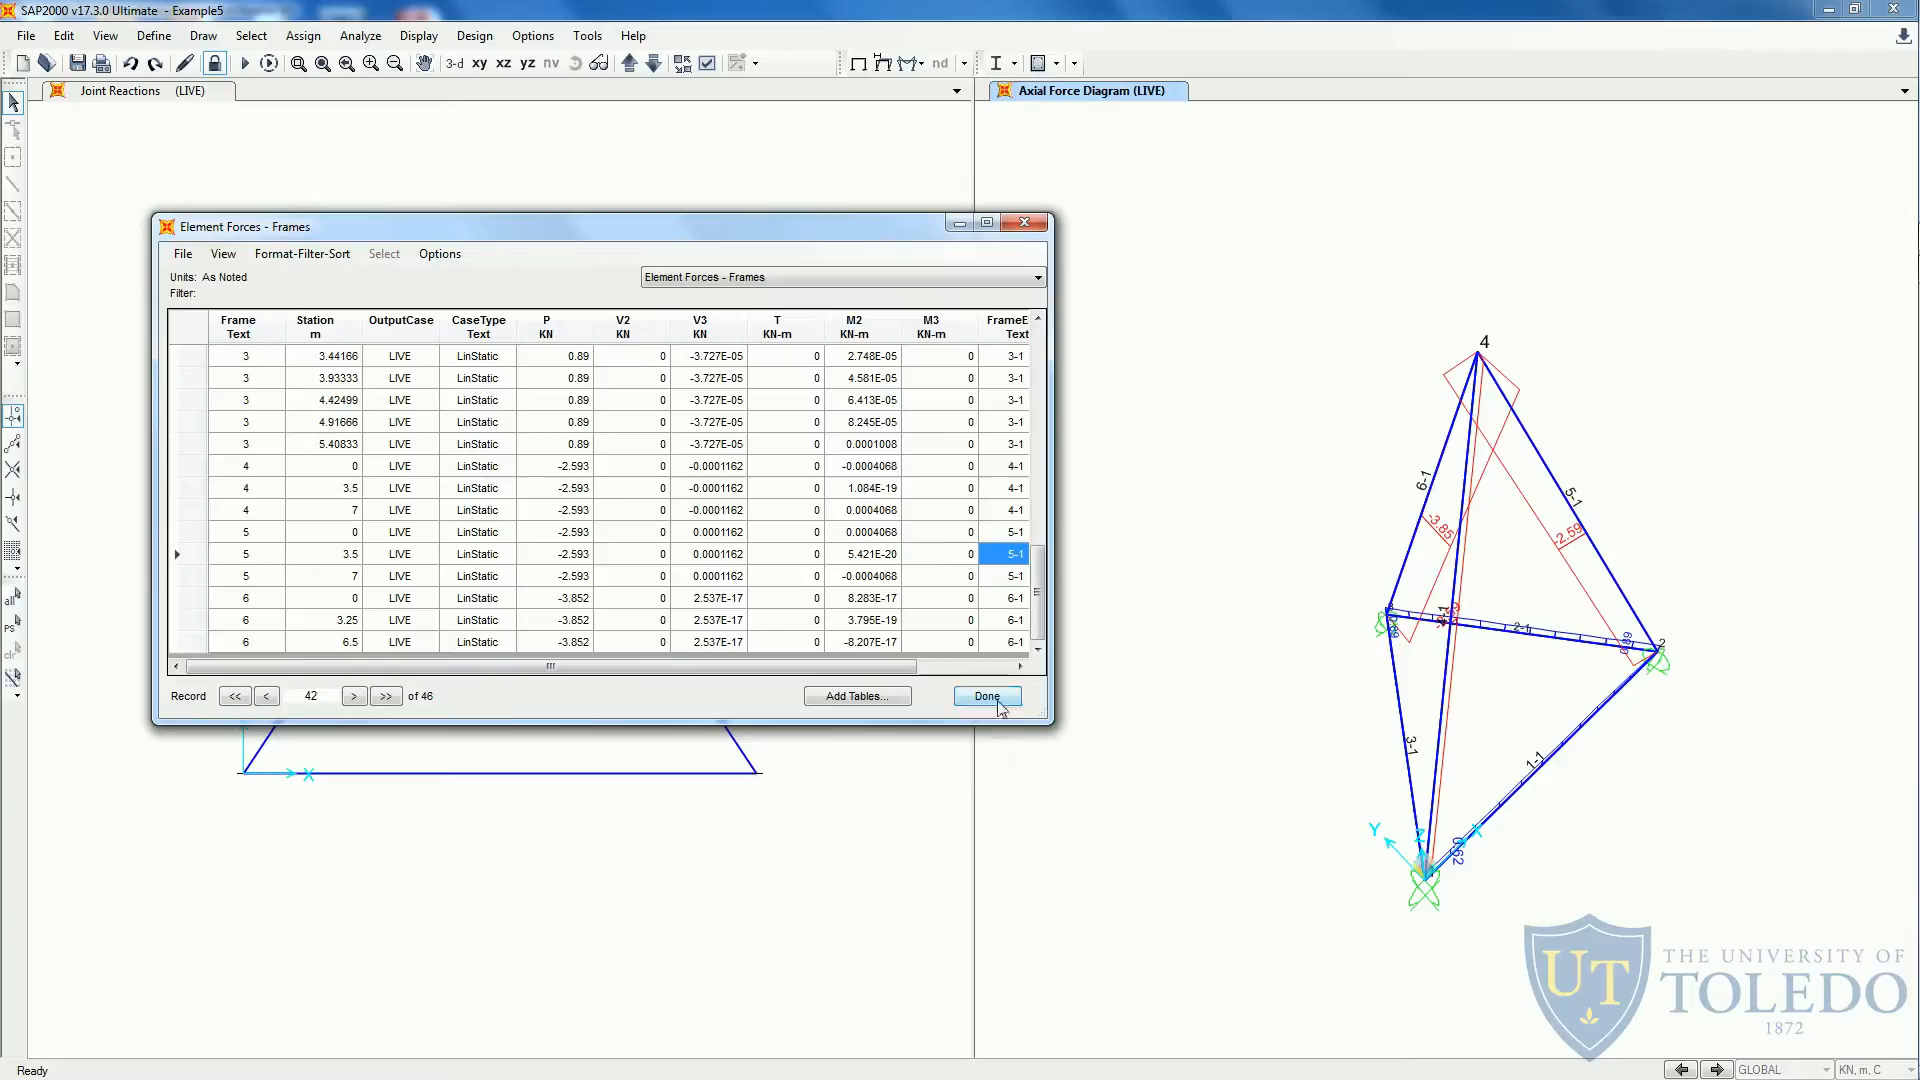 SAP2000 v17.3.0 Ultimate - Example5
File Edit View Define Draw Select Assign Analyze Display Design Options Tools Help
3-d xy xz yz nv nd
Joint Reactions (LIVE)
Axial Force Diagram (LIVE)
all
PS
clr
Element Forces - Frames
File View Format-Filter-Sort Select Options
Units: As Noted
Element Forces - Frames
Filter:
Frame Station OutputCase CaseType P V2 V3 T M2 M3 FrameE
Text m Text KN KN KN KN-m KN-m KN-m Text
3 3.44166 LIVE LinStatic 0.89 0 -3.727E-05 0 2.748E-05 0 3-1
3 3.93333 LIVE LinStatic 0.89 0 -3.727E-05 0 4.581E-05 0 3-1
3 4.42499 LIVE LinStatic 0.89 0 -3.727E-05 0 6.413E-05 0 3-1
3 4.91666 LIVE LinStatic 0.89 0 -3.727E-05 0 8.245E-05 0 3-1
3 5.40833 LIVE LinStatic 0.89 0 -3.727E-05 0 0.0001008 0 3-1
4 0 LIVE LinStatic -2.593 0 -0.0001162 0 -0.0004068 0 4-1
4 3.5 LIVE LinStatic -2.593 0 -0.0001162 0 1.084E-19 0 4-1
4 7 LIVE LinStatic -2.593 0 -0.0001162 0 0.0004068 0 4-1
5 0 LIVE LinStatic -2.593 0 0.0001162 0 0.0004068 0 5-1
5 3.5 LIVE LinStatic -2.593 0 0.0001162 0 5.421E-20 0 5-1
5 7 LIVE LinStatic -2.593 0 0.0001162 0 -0.0004068 0 5-1
6 0 LIVE LinStatic -3.852 0 2.537E-17 0 8.283E-17 0 6-1
6 3.25 LIVE LinStatic -3.852 0 2.537E-17 0 3.795E-19 0 6-1
6 6.5 LIVE LinStatic -3.852 0 2.537E-17 0 -8.207E-17 0 6-1
Record << < 42 > >> of 46
Add Tables...
Done
X
4
6-1
5-1
-3.85
-2.59
2-1
0.89
2
3-1
1-1
Y
Z
X
0.62
UT
THE UNIVERSITY OF
TOLEDO
1872
Ready
GLOBAL
KN, m, C